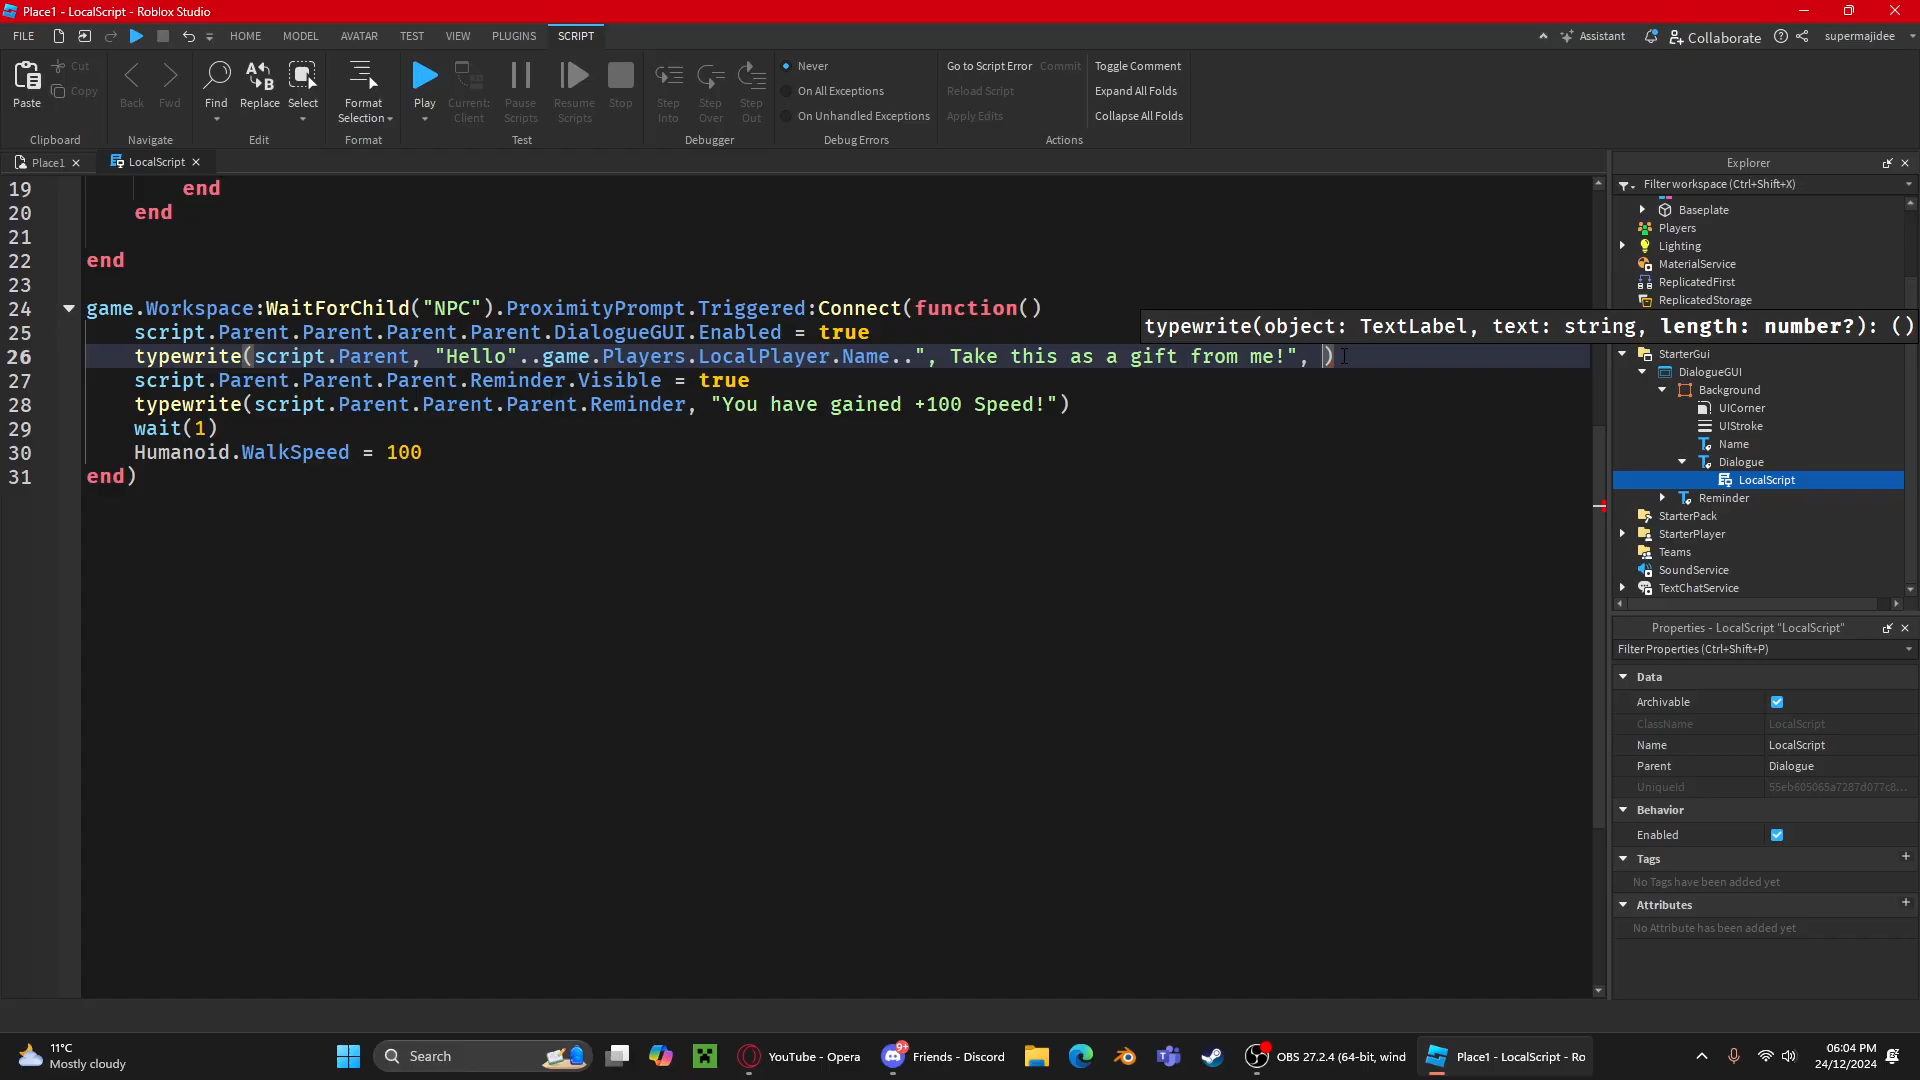 Place1 - LocalScript - Roblox Studio
FILE HOME MODEL AVATAR TEST VIEW PLUGINS SCRIPT Assistant Collaborate supermajidee
Paste Cut Copy Back Fwd Find Replace Select Format Selection Play Current: Client Pause Scripts Resume Scripts Stop Step Into Step Over Step Out
Never Go to Script Error Commit Toggle Comment
On All Exceptions Reload Script Expand All Folds
On Unhandled Exceptions Apply Edits Collapse All Folds
Clipboard Navigate Edit Format Test Debugger Debug Errors Actions
Place1 LocalScript
19 end
20 end
21
22 end
23
24 game.Workspace:WaitForChild("NPC").ProximityPrompt.Triggered:Connect(function()
typewrite(object: TextLabel, text: string, length: number?): ()
25 script.Parent.Parent.Parent.Parent.DialogueGUI.Enabled = true
26 typewrite(script.Parent, "Hello"..game.Players.LocalPlayer.Name..", Take this as a gift from me!", )
27 script.Parent.Parent.Parent.Reminder.Visible = true
28 typewrite(script.Parent.Parent.Parent.Reminder, "You have gained +100 Speed!")
29 wait(1)
30 Humanoid.WalkSpeed = 100
31 end)
Explorer
Filter workspace (Ctrl+Shift+X)
Baseplate
Players
Lighting
MaterialService
ReplicatedFirst
ReplicatedStorage
StarterGui
DialogueGUI
Background
UICorner
UIStroke
Name
Dialogue
LocalScript
Reminder
StarterPack
StarterPlayer
Teams
SoundService
TextChatService
Properties - LocalScript "LocalScript"
Filter Properties (Ctrl+Shift+P)
Data
Archivable
ClassName LocalScript
Name LocalScript
Parent Dialogue
UniqueId 55eb605065a7287d077c8...
Behavior
Enabled
Tags
No Tags have been added yet
Attributes
No Attribute has been added yet
11°C
Mostly cloudy
Search
YouTube - Opera
9+
Friends - Discord
OBS 27.2.4 (64-bit, wind
Place1 - LocalScript - Ro
06:04 PM
24/12/2024